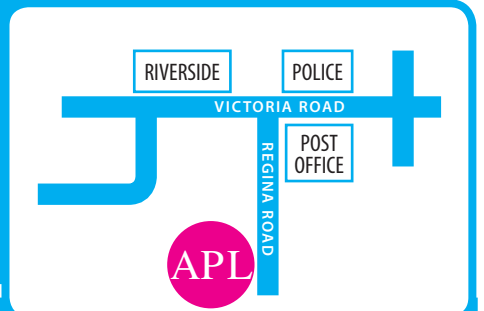 RIVERSIDE
POLICE
VICTORIA ROAD
POST
OFFICE
REGINA ROAD
APL